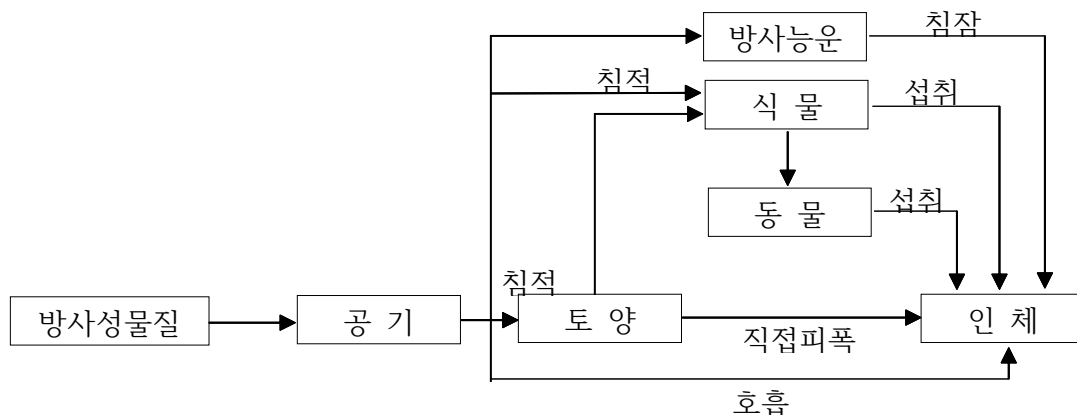 방사능운
침잠
침적
식 물
섭취
동 물
섭취
침적
방사성물질
공 기
토 양
직접피폭
인 체
호흡